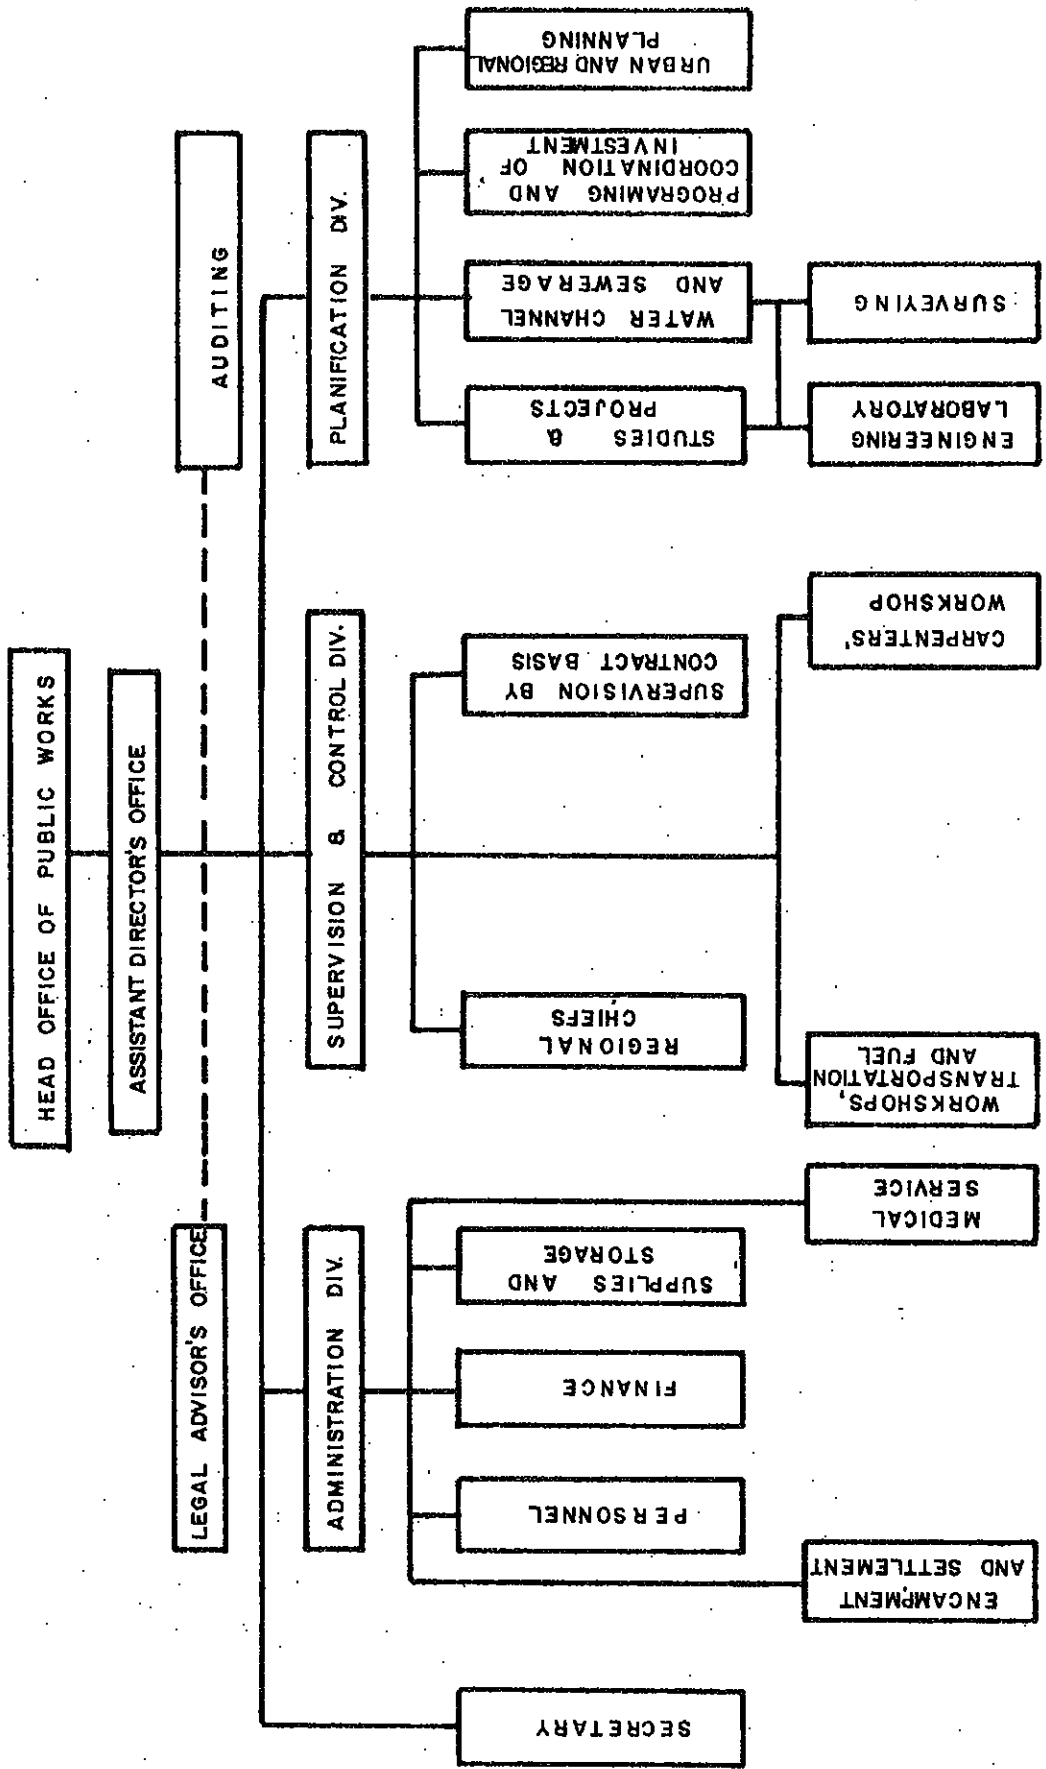 HEAD OFFICE OF PUBLIC WORKS
ASSISTANT DIRECTOR'S OFFICE
LEGAL ADVISOR'S OFFICE
AUDITING
ADMINISTRATION DIV.
SUPERVISION & CONTROL DIV.
PLANIFICATION DIV.
SECRETARY
PERSONNEL
FINANCE
SUPPLIES AND
STORAGE
REGIONAL
CHIEFS
SUPERVISION BY
CONTRACT BASIS
STUDIES &
PROJECTS
WATER CHANNEL
AND SEWERAGE
PROGRAMING AND
COORDINATION OF
INVESTMENT
URBAN AND REGIONAL
PLANNING
ENCAMPMENT
AND SETTLEMENT
MEDICAL
SERVICE
WORKSHOPS,
TRANSPORTATION
AND FUEL
CARPENTERS'
WORKSHOP
ENGINEERING
LABORATORY
SURVEYING